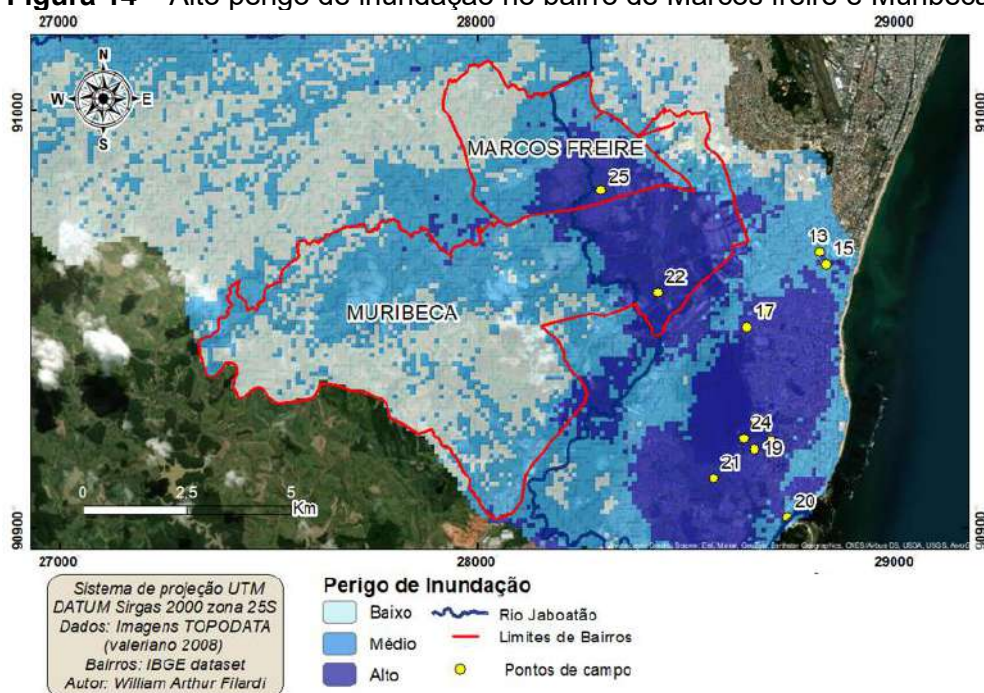 Figura 14 – Alto perigo de inundação no bairro de Marcos freire e Muribeca
27000 28000 29000
91000 91000
N
W E
S
MARCOS FREIRE
25
13
15
22
MURIBECA
17
24
19
21
20
0 2.5 5
Km
90900 90900
27000 28000 29000
Sistema de projeção UTM
DATUM Sirgas 2000 zona 25S
Dados: Imagens TOPODATA
(valeriano 2008)
Bairros: IBGE dataset
Autor: William Arthur Filardi
Perigo de Inundação
Baixo
Médio
Alto
Rio Jaboatão
Limites de Bairros
Pontos de campo